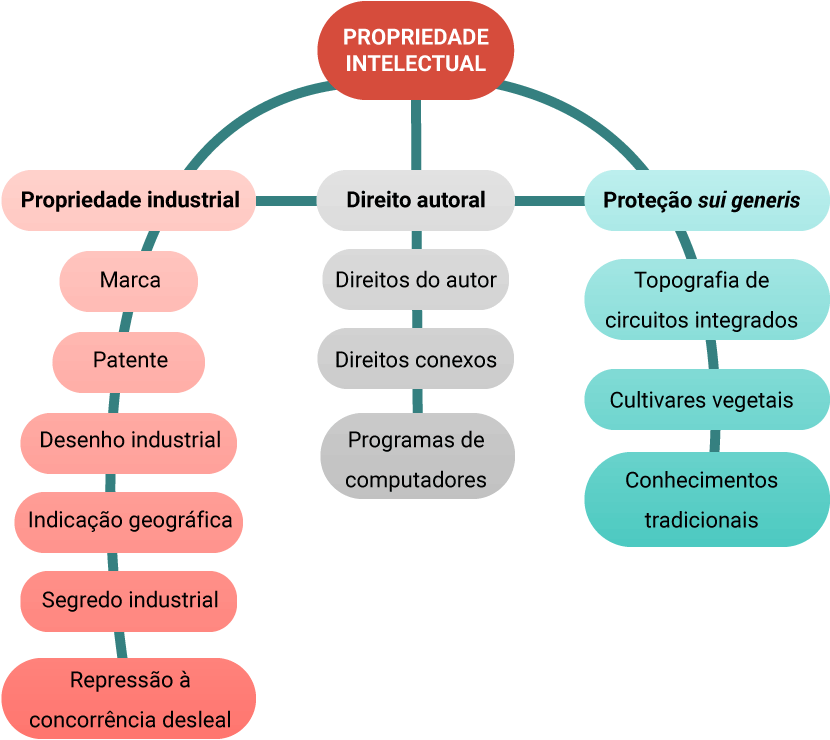 PROPRIEDADE
INTELECTUAL
Propriedade industrial
Marca
Patente
Desenho industrial
Indicação geográfica
Segredo industrial
Repressão à
concorrência desleal
Direito autoral
Direitos do autor
Direitos conexos
Programas de
computadores
Proteção sui generis
Topografia de
circuitos integrados
Cultivares vegetais
Conhecimentos
tradicionais